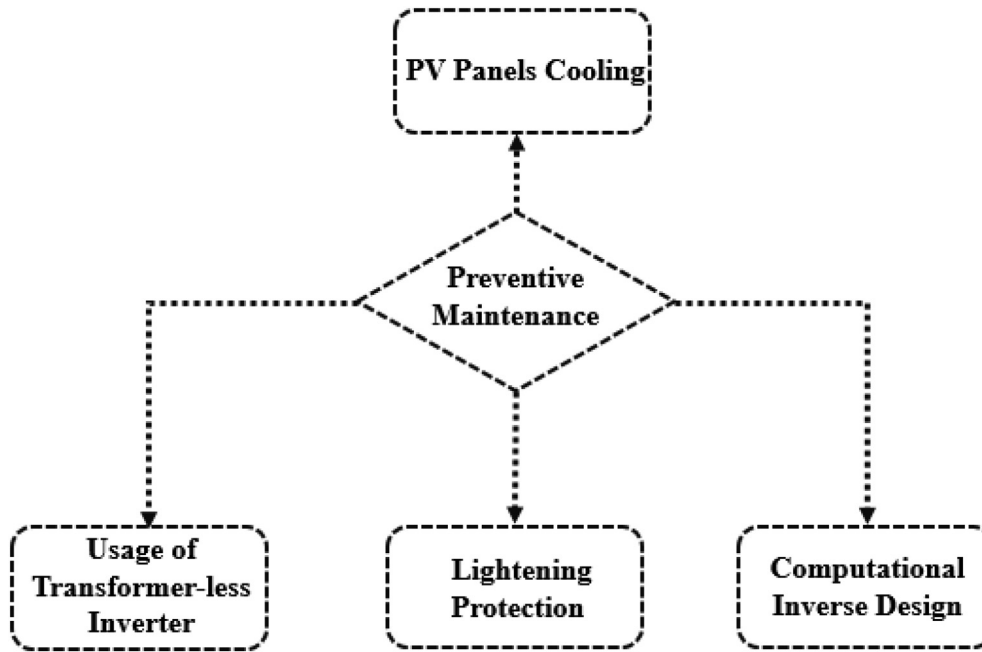 PV Panels Cooling
Preventive
Maintenance
Usage of
Transformer-less
Inverter
Lightening
Protection
Computational
Inverse Design